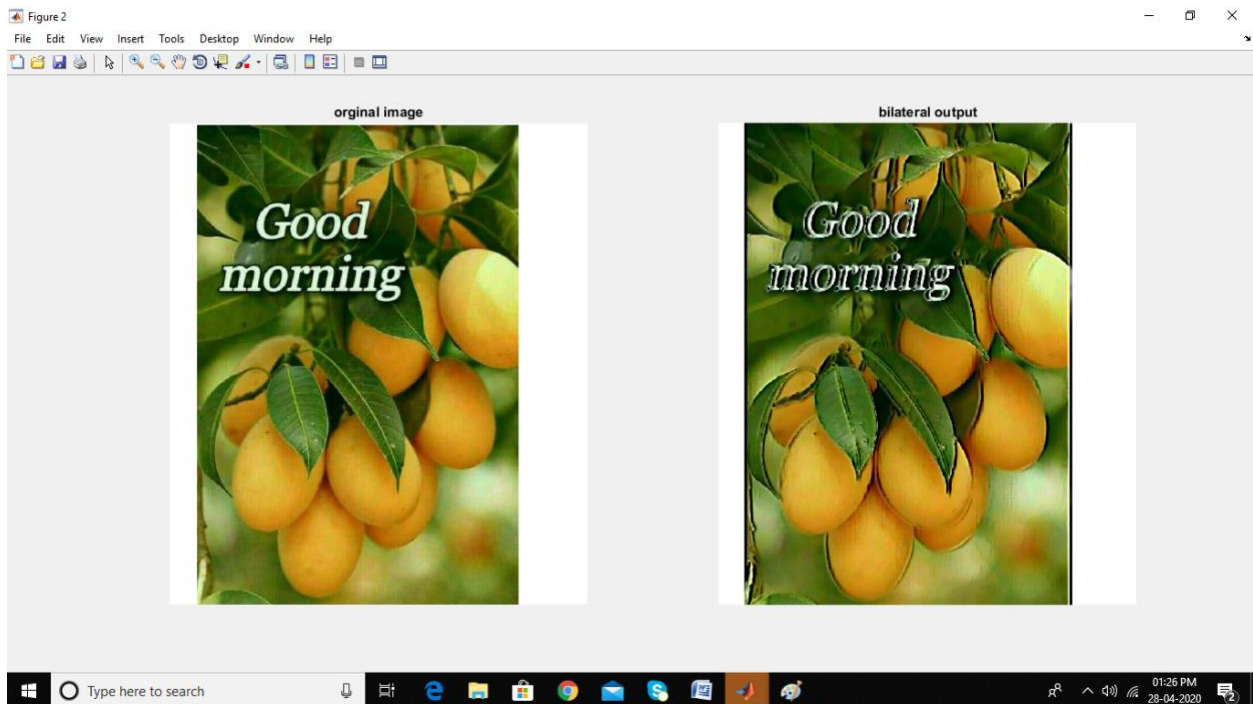 Figure 2
File Edit View Insert Tools Desktop Window Help
orginal image
bilateral output
Good
morning
Good
morning
Type here to search
01:26 PM
28-04-2020
2